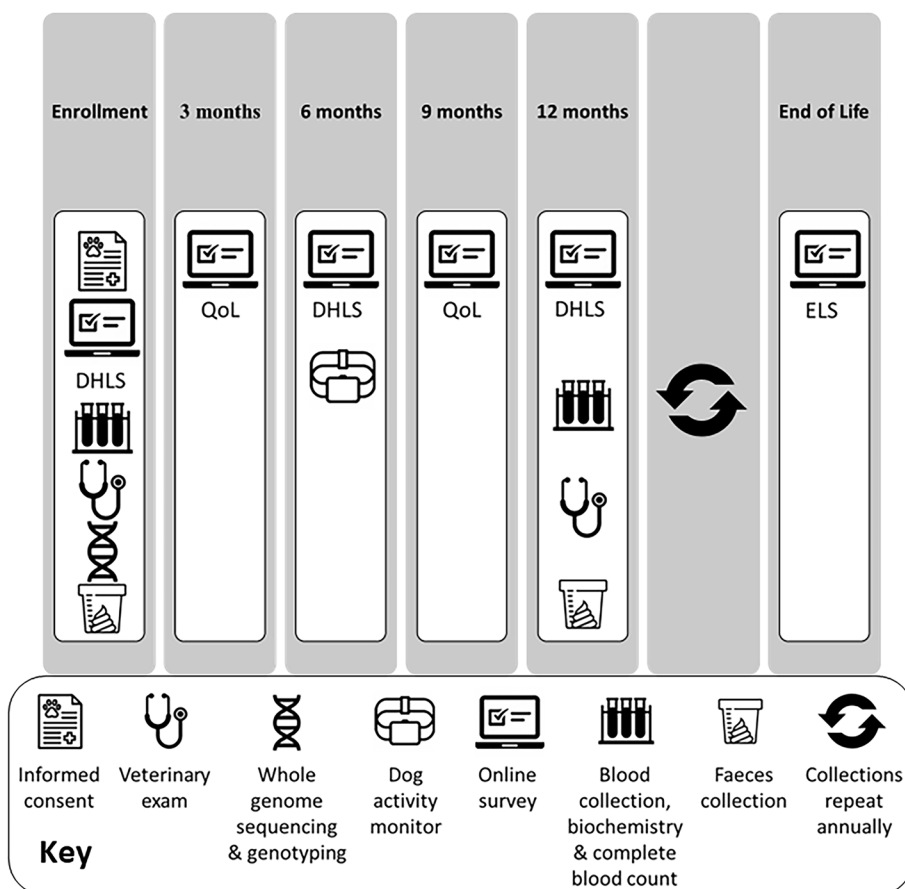 Enrollment
3 months
6 months
9 months
12 months
End of Life
DHLS
QoL
DHLS
QoL
DHLS
ELS
Informed
consent
Veterinary
exam
Whole
genome
sequencing
& genotyping
Dog
activity
monitor
Online
survey
Blood
collection,
biochemistry
& complete
blood count
Faeces
collection
Collections
repeat
annually
Key